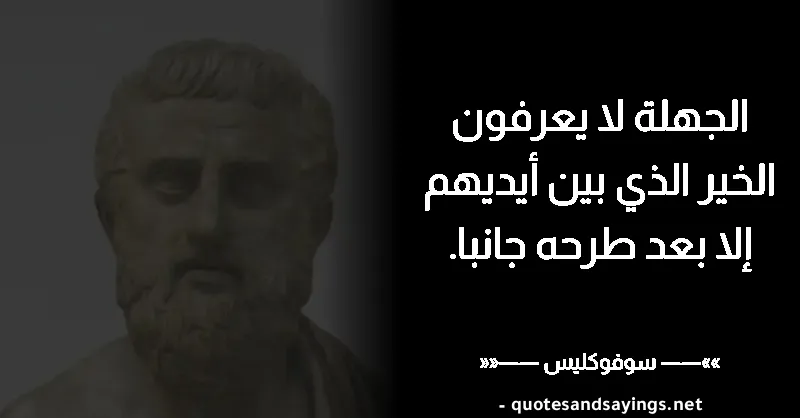 الجهلة لا يعرفون
الخير الذي بين أيديهم
إلا بعد طرحه جانبا.
»»—— سوفوكليس ——««
- quotesandsayings.net